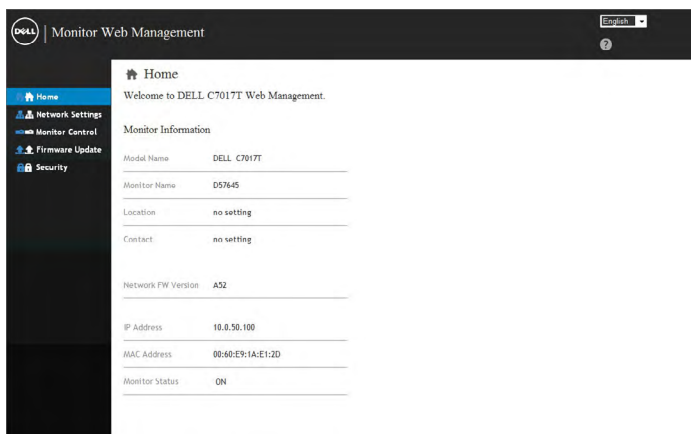 DELL | Monitor Web Management
English
?
Home
Network Settings
Monitor Control
Firmware Update
Security
Home
Welcome to DELL C7017T Web Management.
Monitor Information
Model Name DELL C7017T
Monitor Name D57645
Location no setting
Contact no setting
Network FW Version A52
IP Address 10.0.50.100
MAC Address 00:60:E9:1A:E1:2D
Monitor Status ON